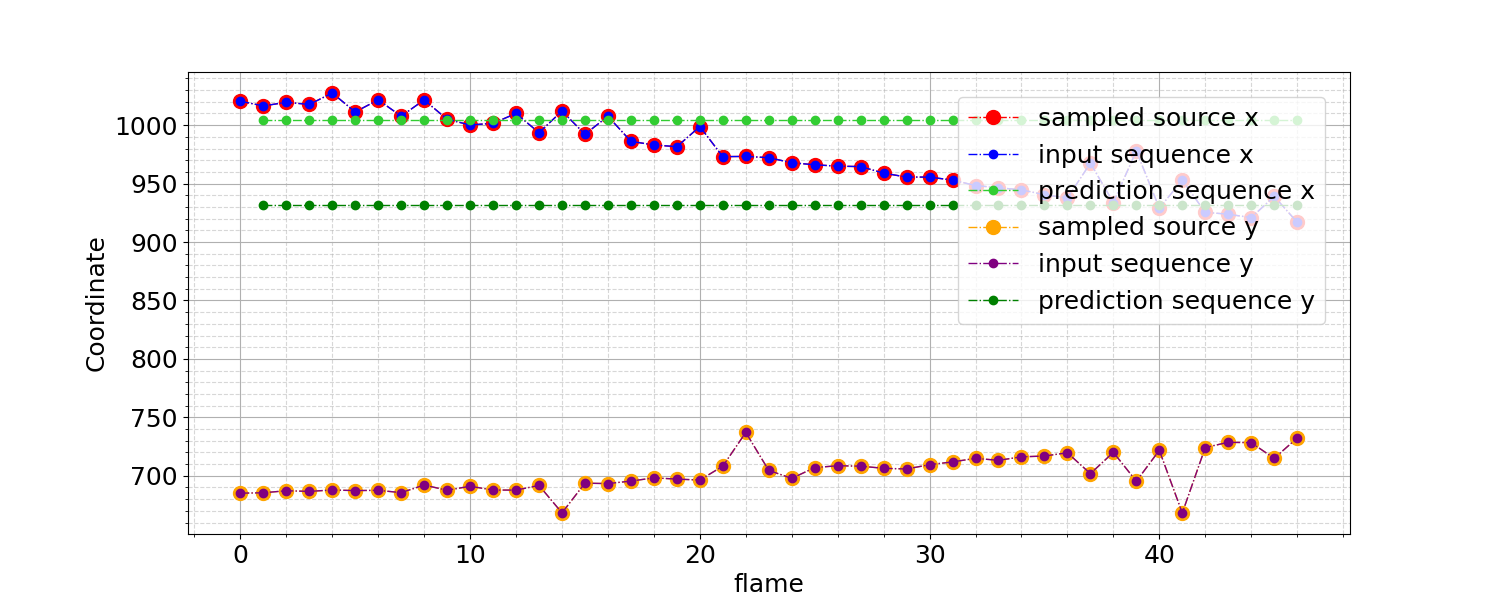 1000
950
900
850
800
750
700
Coordinate
0 10 20 30 40
flame
sampled source x
input sequence x
prediction sequence x
sampled source y
input sequence y
prediction sequence y